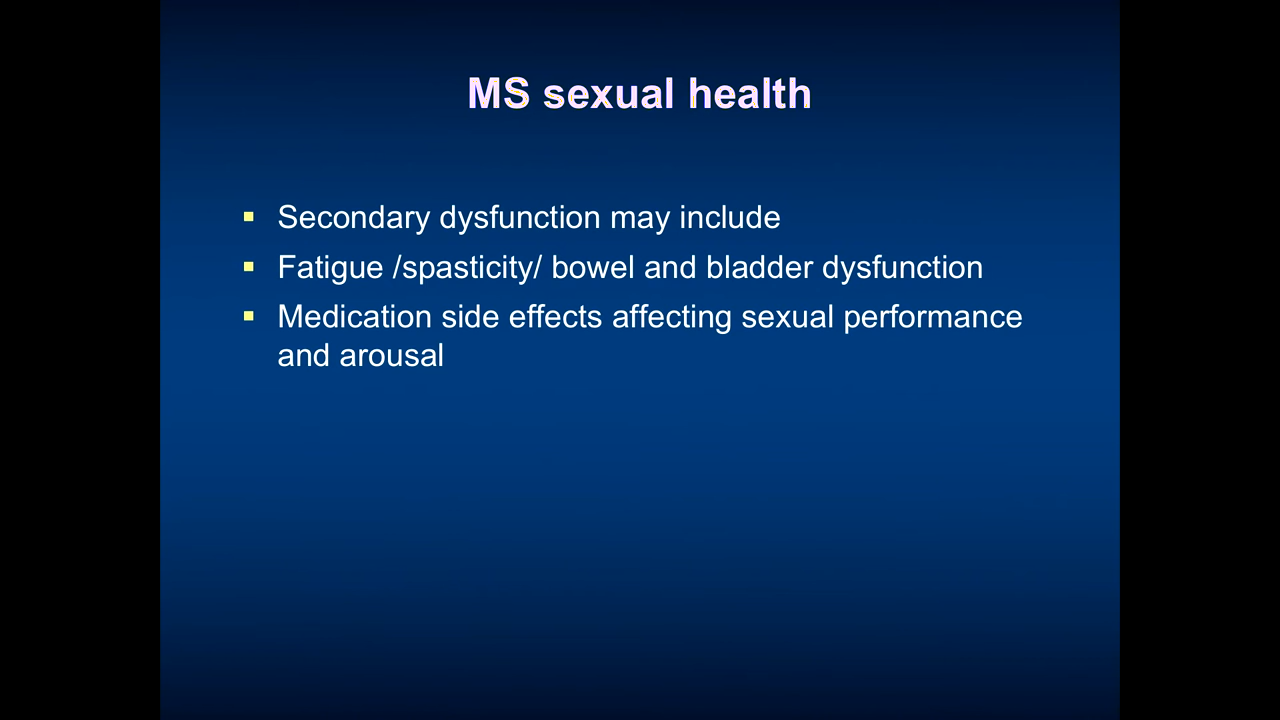 MS sexual health
▪ Secondary dysfunction may include
▪ Fatigue /spasticity/ bowel and bladder dysfunction
▪ Medication side effects affecting sexual performance
and arousal